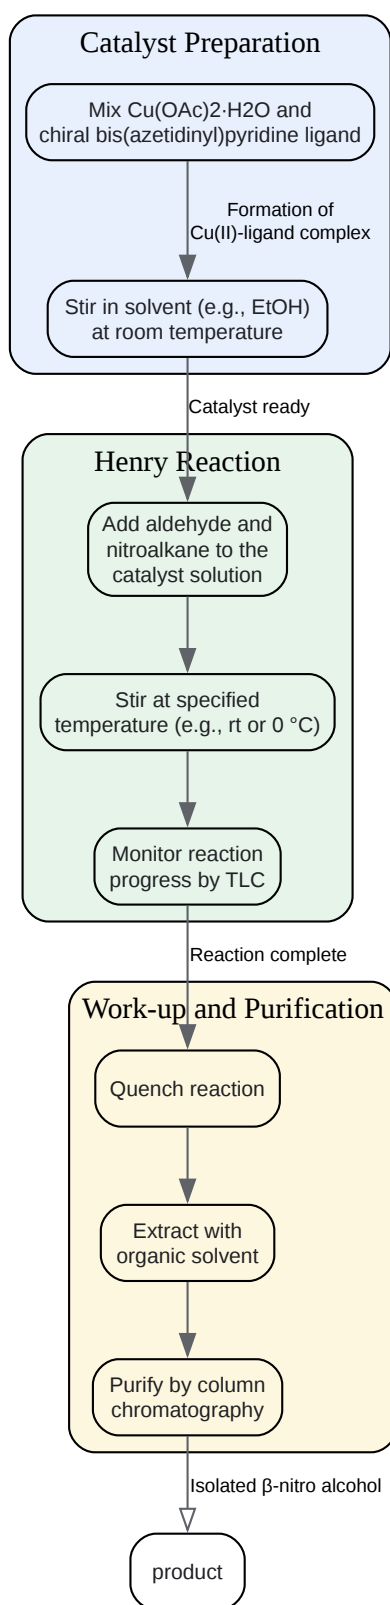 Catalyst Preparation
Mix Cu(OAc)2·H2O and
chiral bis(azetidinyl)pyridine ligand
Formation of
Cu(II)-ligand complex
Stir in solvent (e.g., EtOH)
at room temperature
Catalyst ready
Henry Reaction
Add aldehyde and
nitroalkane to the
catalyst solution
Stir at specified
temperature (e.g., rt or 0 °C)
Monitor reaction
progress by TLC
Reaction complete
Work-up and Purification
Quench reaction
Extract with
organic solvent
Purify by column
chromatography
Isolated β-nitro alcohol
product